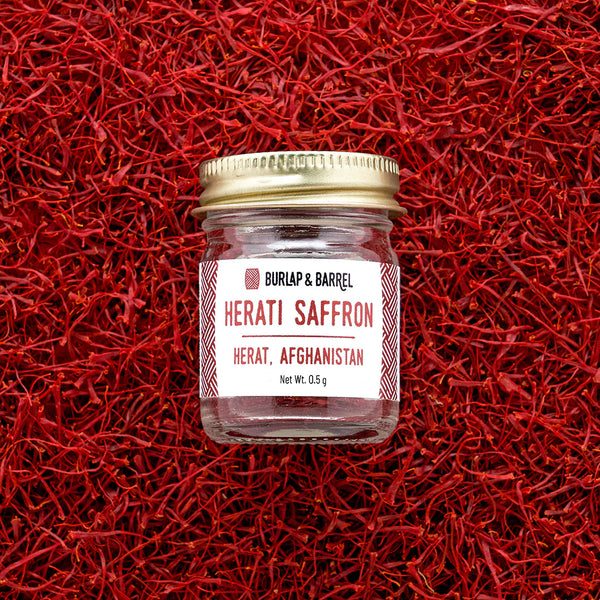 BURLAP & BARREL
HERATI SAFFRON
HERAT, AFGHANISTAN
Net Wt. 0.5 g